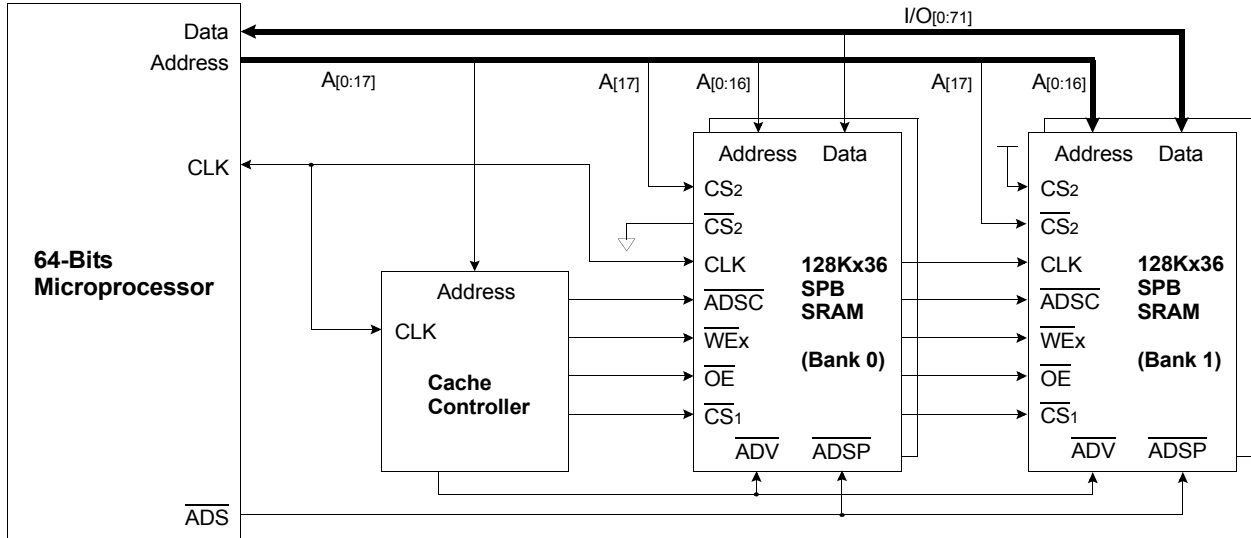 I/O[0:71]
Data
Address
A[0:17]
A[17]
A[0:16]
A[17]
A[0:16]
CLK
64-Bits
Microprocessor
ADS
Address
CLK
Cache
Controller
Address Data
CS2
CS2
CLK
ADSC
WEx
OE
CS1
ADV ADSP
128Kx36
SPB
SRAM
(Bank 0)
Address Data
CS2
CS2
CLK
ADSC
WEx
OE
CS1
ADV ADSP
128Kx36
SPB
SRAM
(Bank 1)